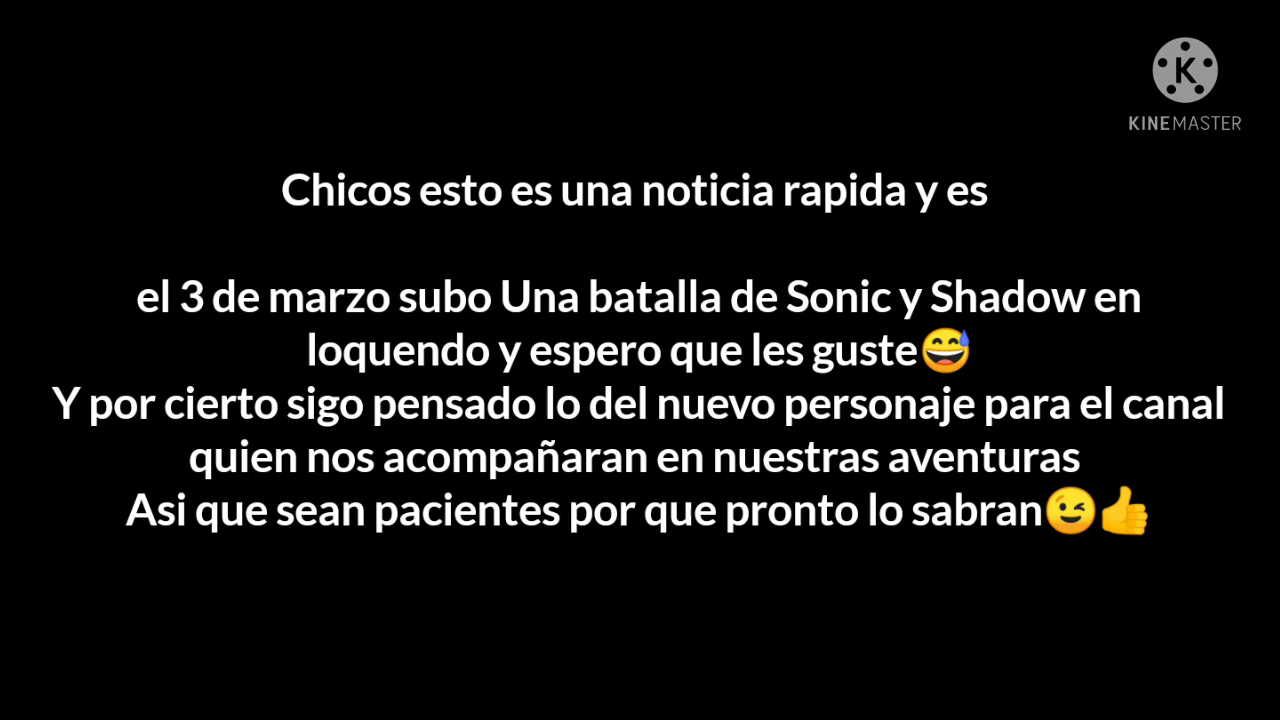 K
KINEMASTER
Chicos esto es una noticia rapida y es
el 3 de marzo subo Una batalla de Sonic y Shadow en
loquendo y espero que les guste😅
Y por cierto sigo pensado lo del nuevo personaje para el canal
quien nos acompañaran en nuestras aventuras
Asi que sean pacientes por que pronto lo sabran😉👍